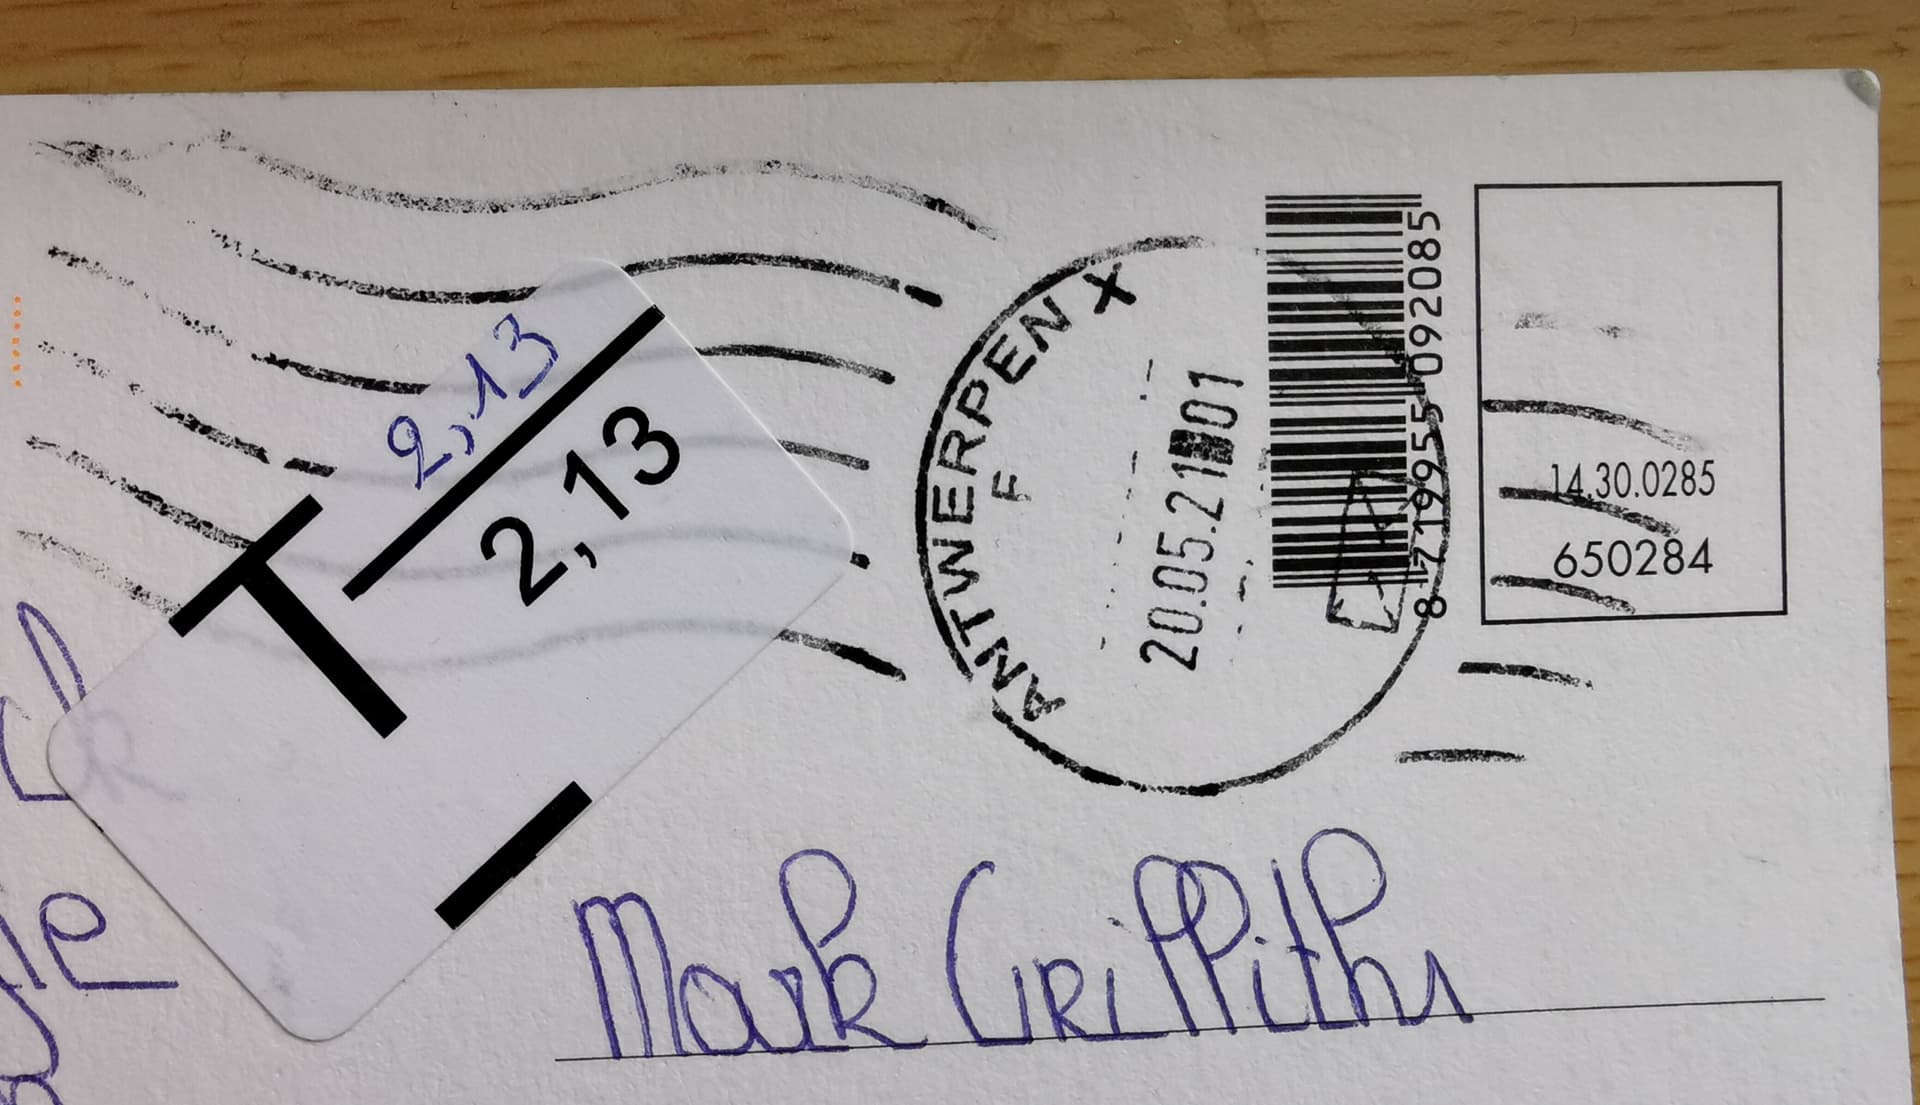 2,13
T 2,13
ANTWERPEN X
F
20.05.21 01
8 719955 092085
14.30.0285
650284
Mark Griffiths